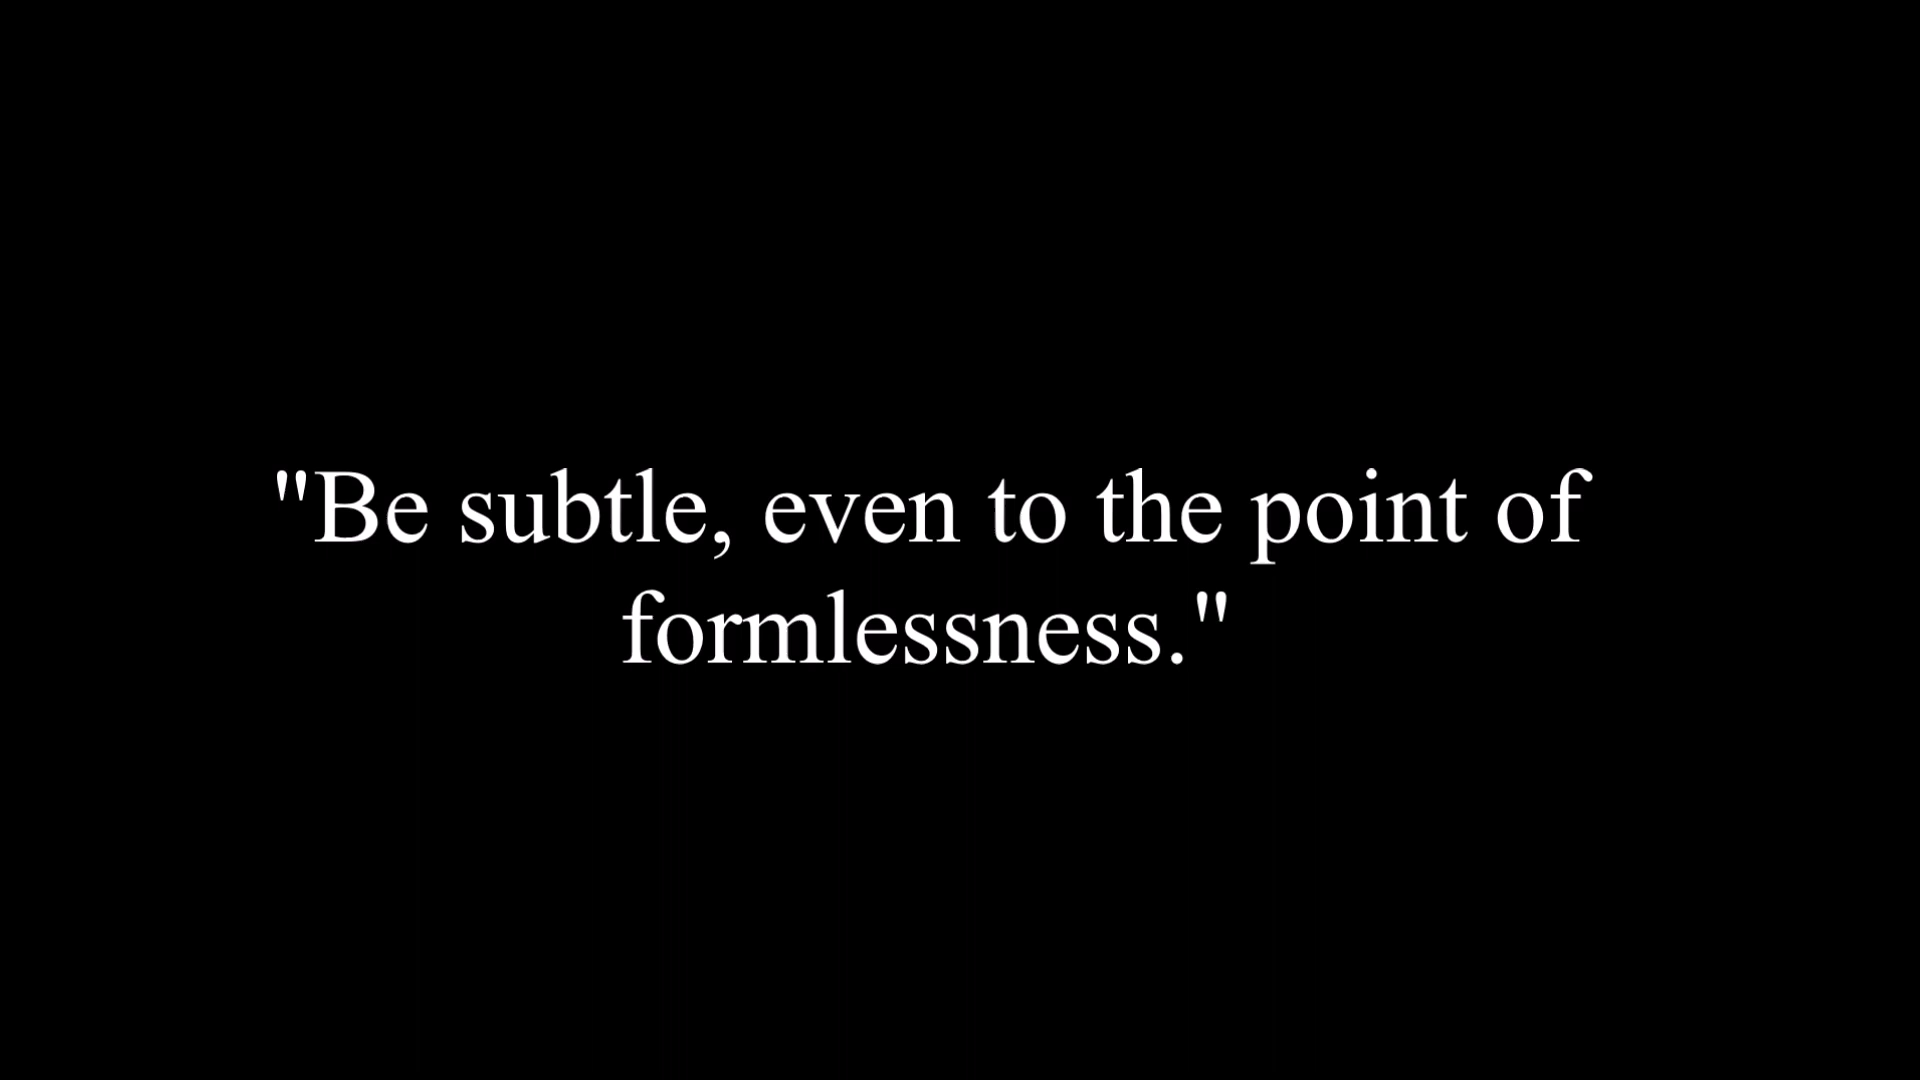 "Be subtle, even to the point of
formlessness."